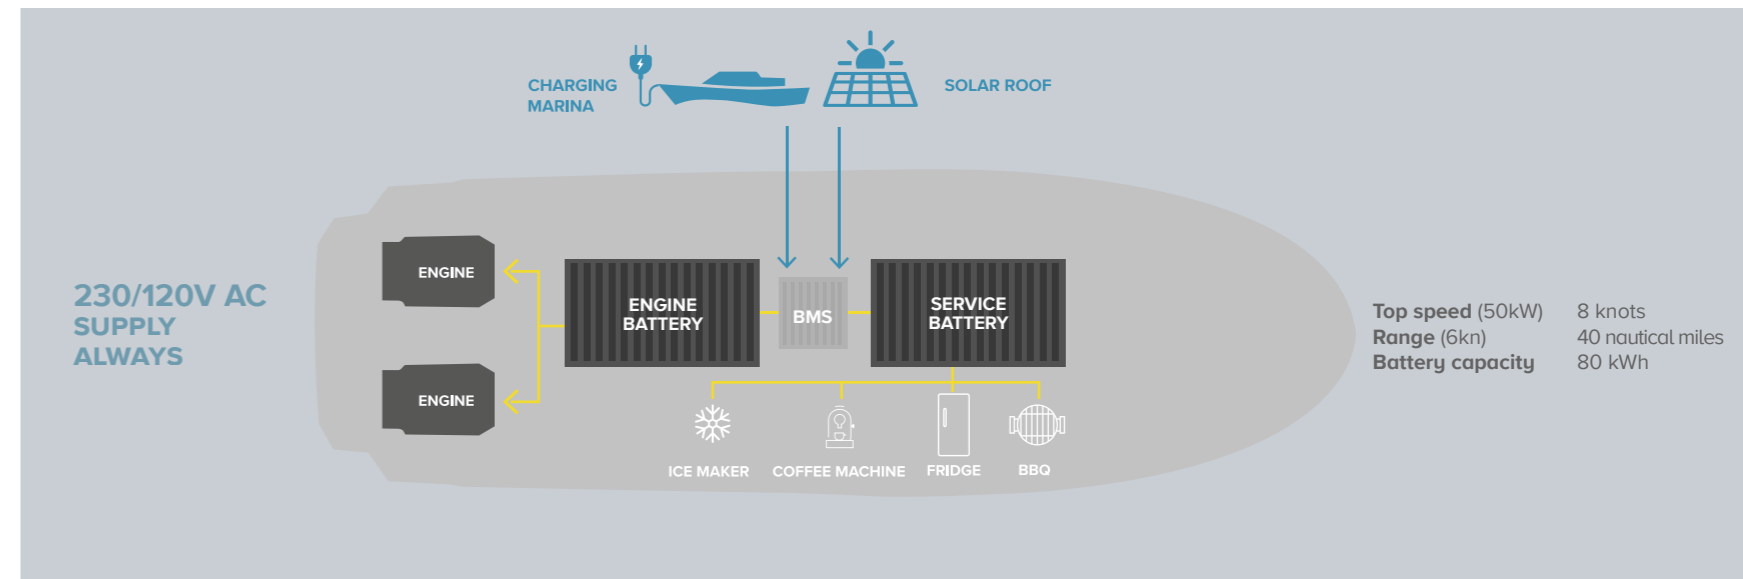 CHARGING
MARINA
SOLAR ROOF
230/120V AC
SUPPLY
ALWAYS
ENGINE
ENGINE
ENGINE
BATTERY
BMS
SERVICE
BATTERY
ICE MAKER
COFFEE MACHINE
FRIDGE
BBQ
Top speed (50kW) 8 knots
Range (6kn) 40 nautical miles
Battery capacity 80 kWh